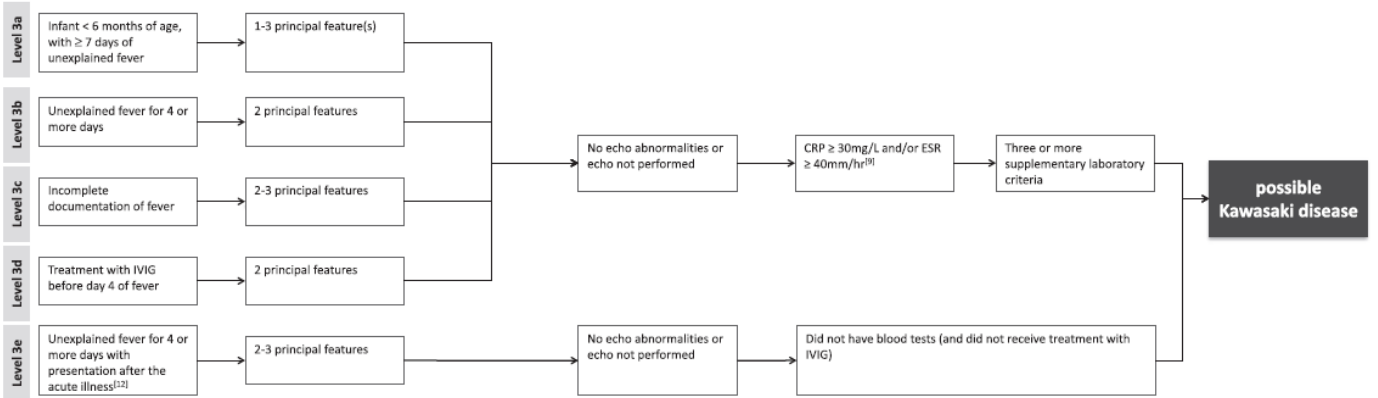 Level 3a
Infant < 6 months of age,
with ≥ 7 days of
unexplained fever
1-3 principal feature(s)
Level 3b
Unexplained fever for 4 or
more days
2 principal features
Level 3c
Incomplete
documentation of fever
2-3 principal features
Level 3d
Treatment with IVIG
before day 4 of fever
2 principal features
No echo abnormalities or
echo not performed
CRP ≥ 30mg/L and/or ESR
≥ 40mm/hr[9]
Three or more
supplementary laboratory
criteria
Level 3e
Unexplained fever for 4 or
more days with
presentation after the
acute illness[12]
2-3 principal features
No echo abnormalities or
echo not performed
Did not have blood tests (and did not receive treatment with
IVIG)
possible
Kawasaki disease